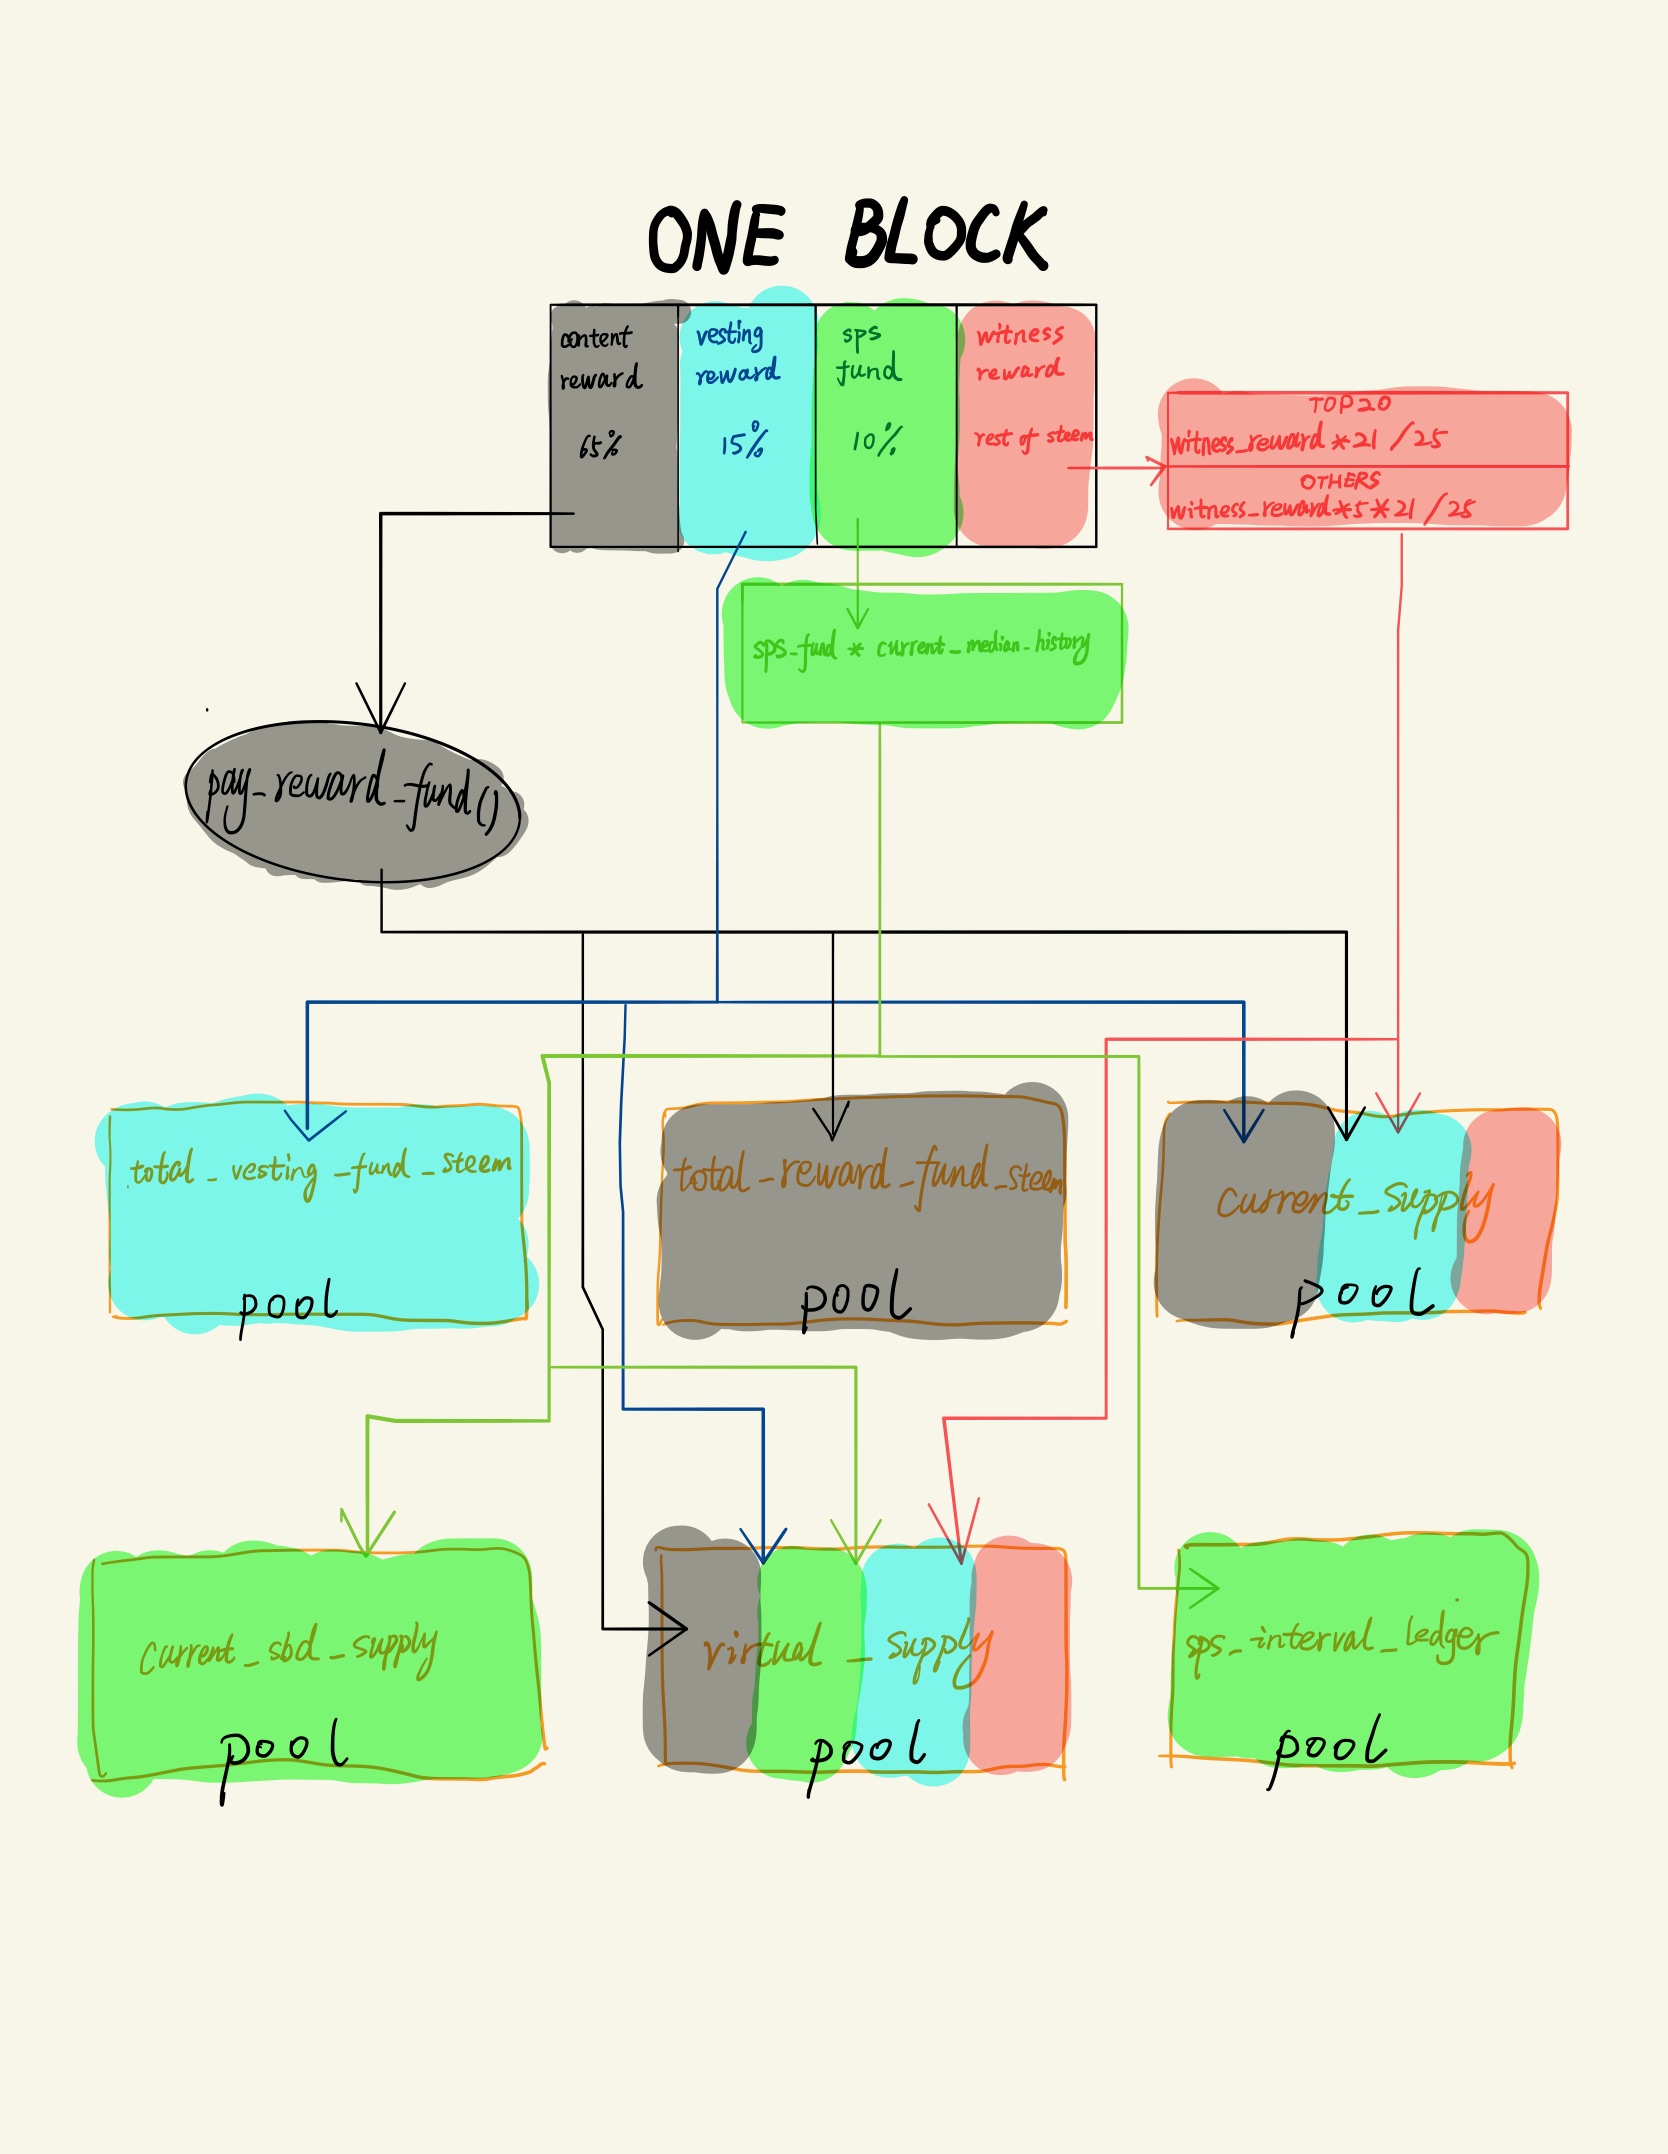 ONE BLOCK
content
reward
65%
vesting
reward
15%
sps
fund
10%
witness
reward
rest of steem
TOP20
witness_reward *21 /25
OTHERS
witness_reward*5*21 /25
sps_fund * current_median_history
pay_reward_fund()
total_vesting_fund_steem
pool
total_reward_fund_steem
pool
current_supply
pool
current_sbd_supply
pool
virtual_supply
pool
sps_interval_ledger
pool